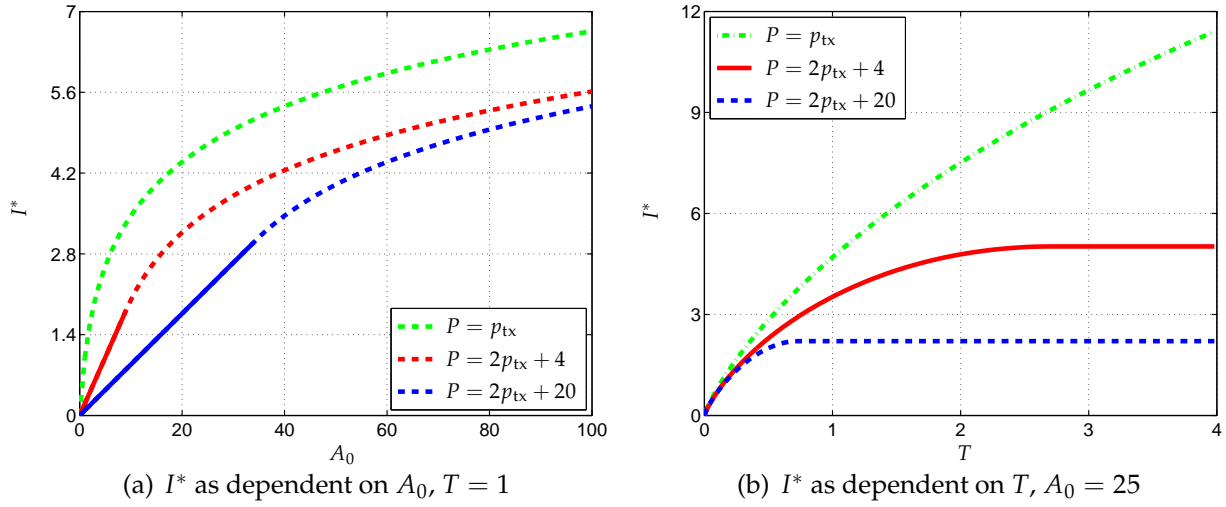 7
5.6
4.2
2.8
1.4
0
I*
0 20 40 60 80 100
A₀
P = pₜₓ
P = 2pₜₓ + 4
P = 2pₜₓ + 20
(a) I* as dependent on A₀, T = 1
12
9
6
3
0
I*
0 1 2 3 4
T
P = pₜₓ
P = 2pₜₓ + 4
P = 2pₜₓ + 20
(b) I* as dependent on T, A₀ = 25